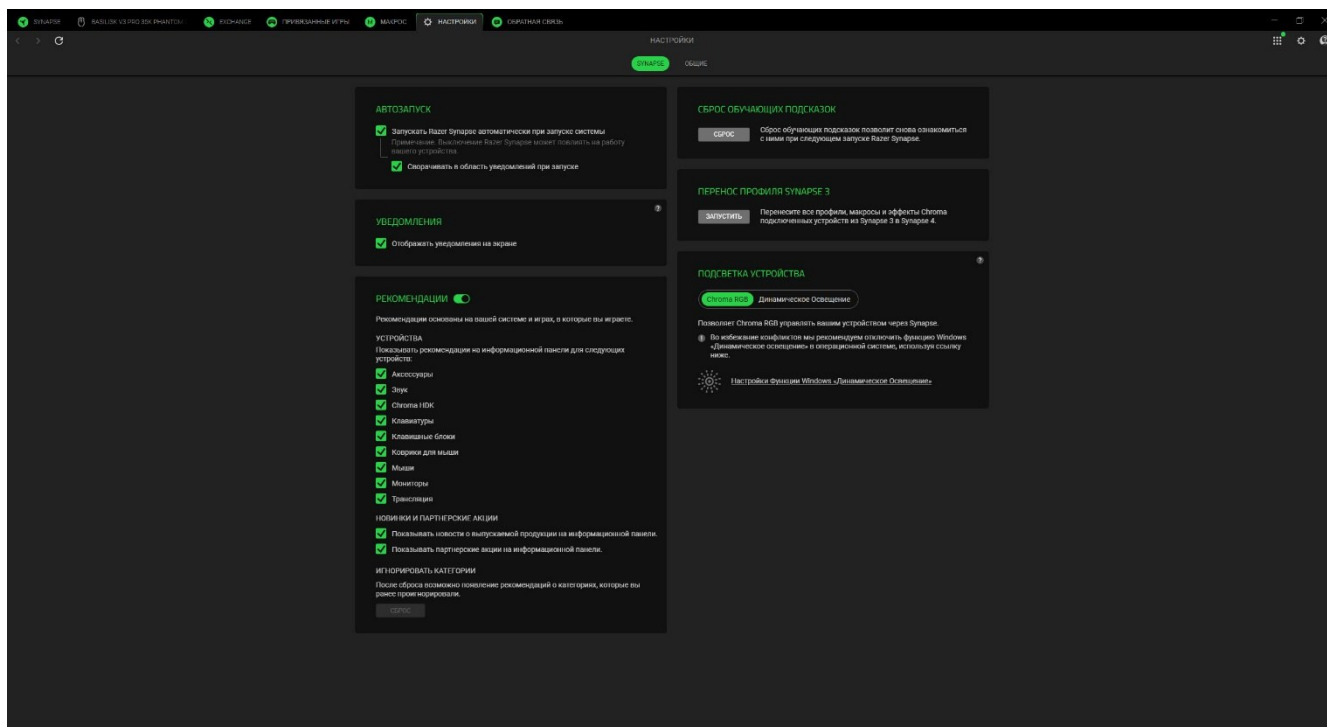 SYNAPSE
BASILISK V3 PRO 35K PHANTOM
EXCHANGE
ПРИВЯЗАННЫЕ ИГРЫ
МАКРОС
НАСТРОЙКИ
ОБРАТНАЯ СВЯЗЬ
НАСТРОЙКИ
SYNAPSE
ОБЩИЕ
АВТОЗАПУСК
Запускать Razer Synapse автоматически при запуске системы
Примечание. Выключение Razer Synapse может повлиять на работу
вашего устройства.
Сворачивать в область уведомлений при запуске
УВЕДОМЛЕНИЯ
Отображать уведомления на экране
РЕКОМЕНДАЦИИ
Рекомендации основаны на вашей системе и играх, в которые вы играете.
УСТРОЙСТВА
Показывать рекомендации на информационной панели для следующих
устройств:
Аксессуары
Звук
Chroma HDK
Клавиатуры
Клавишные блоки
Коврики для мыши
Мыши
Мониторы
Трансляция
НОВИНКИ И ПАРТНЕРСКИЕ АКЦИИ
Показывать новости о выпускаемой продукции на информационной панели.
Показывать партнерские акции на информационной панели.
ИГНОРИРОВАТЬ КАТЕГОРИИ
После сброса возможно появление рекомендаций о категориях, которые вы
ранее проигнорировали.
СБРОС
СБРОС ОБУЧАЮЩИХ ПОДСКАЗОК
СБРОС
Сброс обучающих подсказок позволит снова ознакомиться
с ними при следующем запуске Razer Synapse.
ПЕРЕНОС ПРОФИЛЯ SYNAPSE 3
ЗАПУСТИТЬ
Перенесите все профили, макросы и эффекты Chroma
подключенных устройств из Synapse 3 в Synapse 4.
ПОДСВЕТКА УСТРОЙСТВА
Chroma RGB
Динамическое Освещение
Позволяет Chroma RGB управлять вашим устройством через Synapse.
Во избежание конфликтов мы рекомендуем отключить функцию Windows
«Динамическое освещение» в операционной системе, используя ссылку
ниже.
Настройки Функции Windows «Динамическое Освещение»